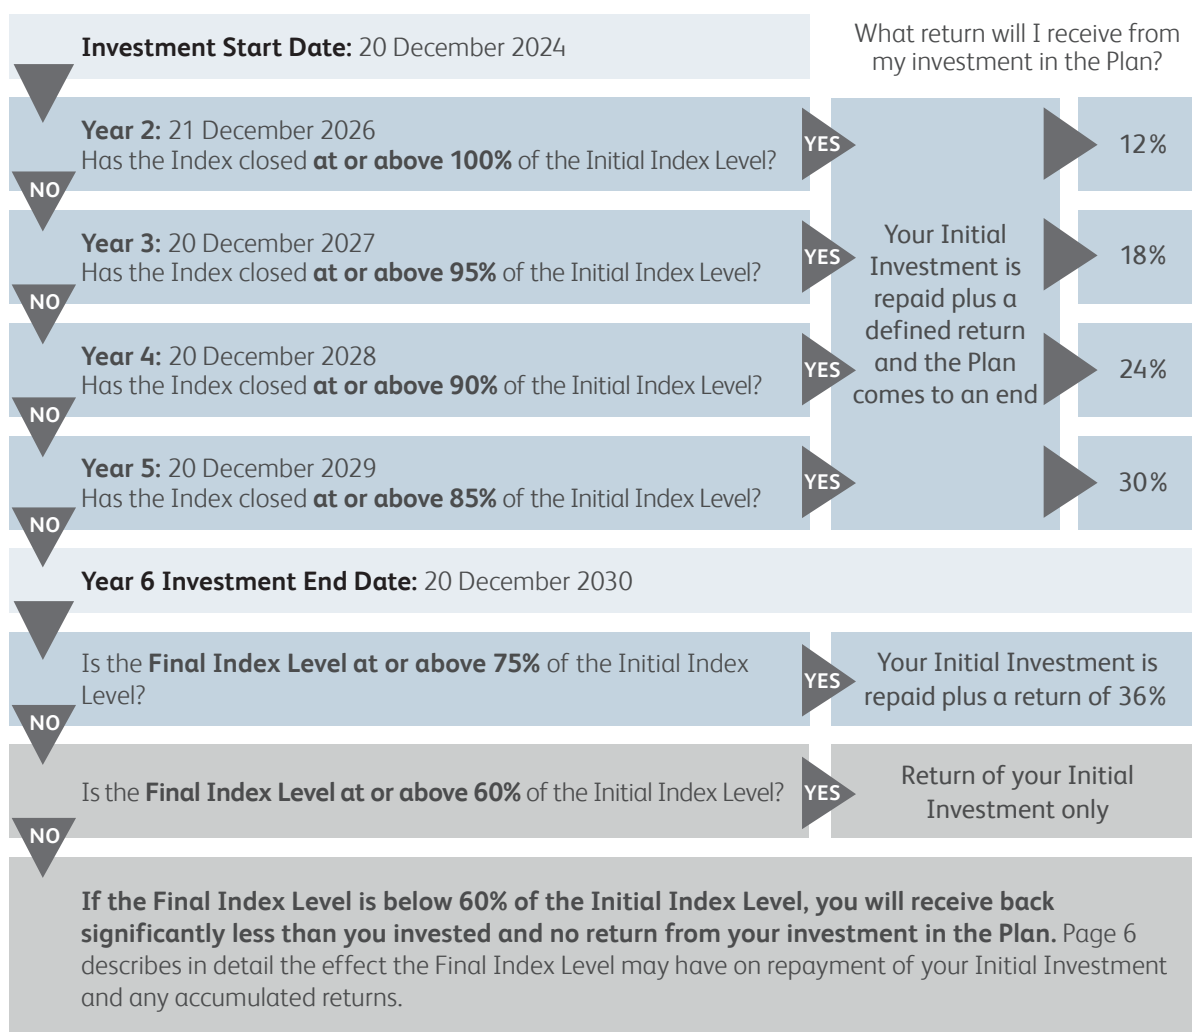 Investment Start Date: 20 December 2024
What return will I receive from
my investment in the Plan?
Year 2: 21 December 2026
Has the Index closed at or above 100% of the Initial Index Level?
YES
12%
NO
Year 3: 20 December 2027
Has the Index closed at or above 95% of the Initial Index Level?
YES
18%
NO
Year 4: 20 December 2028
Has the Index closed at or above 90% of the Initial Index Level?
YES
24%
NO
Year 5: 20 December 2029
Has the Index closed at or above 85% of the Initial Index Level?
YES
30%
NO
Your Initial
Investment is
repaid plus a
defined return
and the Plan
comes to an end
Year 6 Investment End Date: 20 December 2030
Is the Final Index Level at or above 75% of the Initial Index
Level?
YES
Your Initial Investment is
repaid plus a return of 36%
NO
Is the Final Index Level at or above 60% of the Initial Index Level?
YES
Return of your Initial
Investment only
NO
If the Final Index Level is below 60% of the Initial Index Level, you will receive back
significantly less than you invested and no return from your investment in the Plan. Page 6
describes in detail the effect the Final Index Level may have on repayment of your Initial Investment
and any accumulated returns.